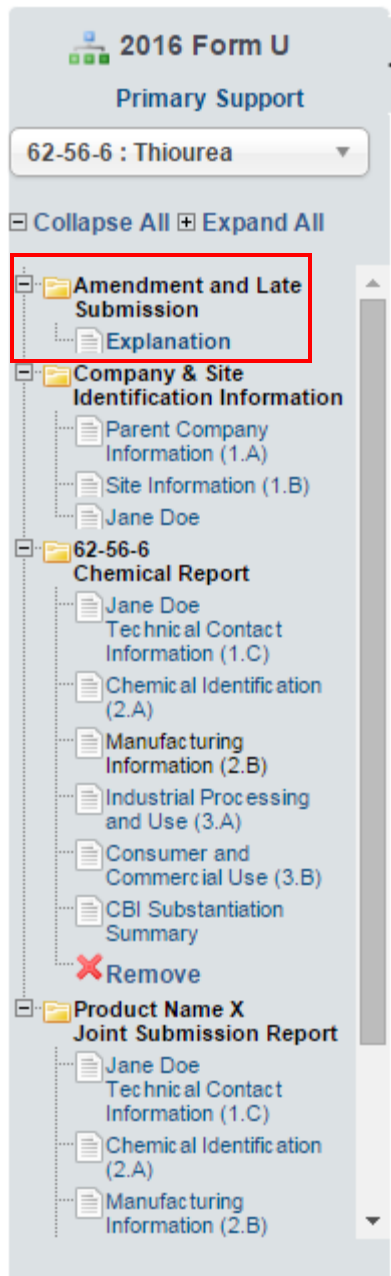 2016 Form U
Primary Support
62-56-6 : Thiourea
Collapse All Expand All
Amendment and Late
Submission
Explanation
Company & Site
Identification Information
Parent Company
Information (1.A)
Site Information (1.B)
Jane Doe
62-56-6
Chemical Report
Jane Doe
Technical Contact
Information (1.C)
Chemical Identification
(2.A)
Manufacturing
Information (2.B)
Industrial Processing
and Use (3.A)
Consumer and
Commercial Use (3.B)
CBI Substantiation
Summary
Remove
Product Name X
Joint Submission Report
Jane Doe
Technical Contact
Information (1.C)
Chemical Identification
(2.A)
Manufacturing
Information (2.B)